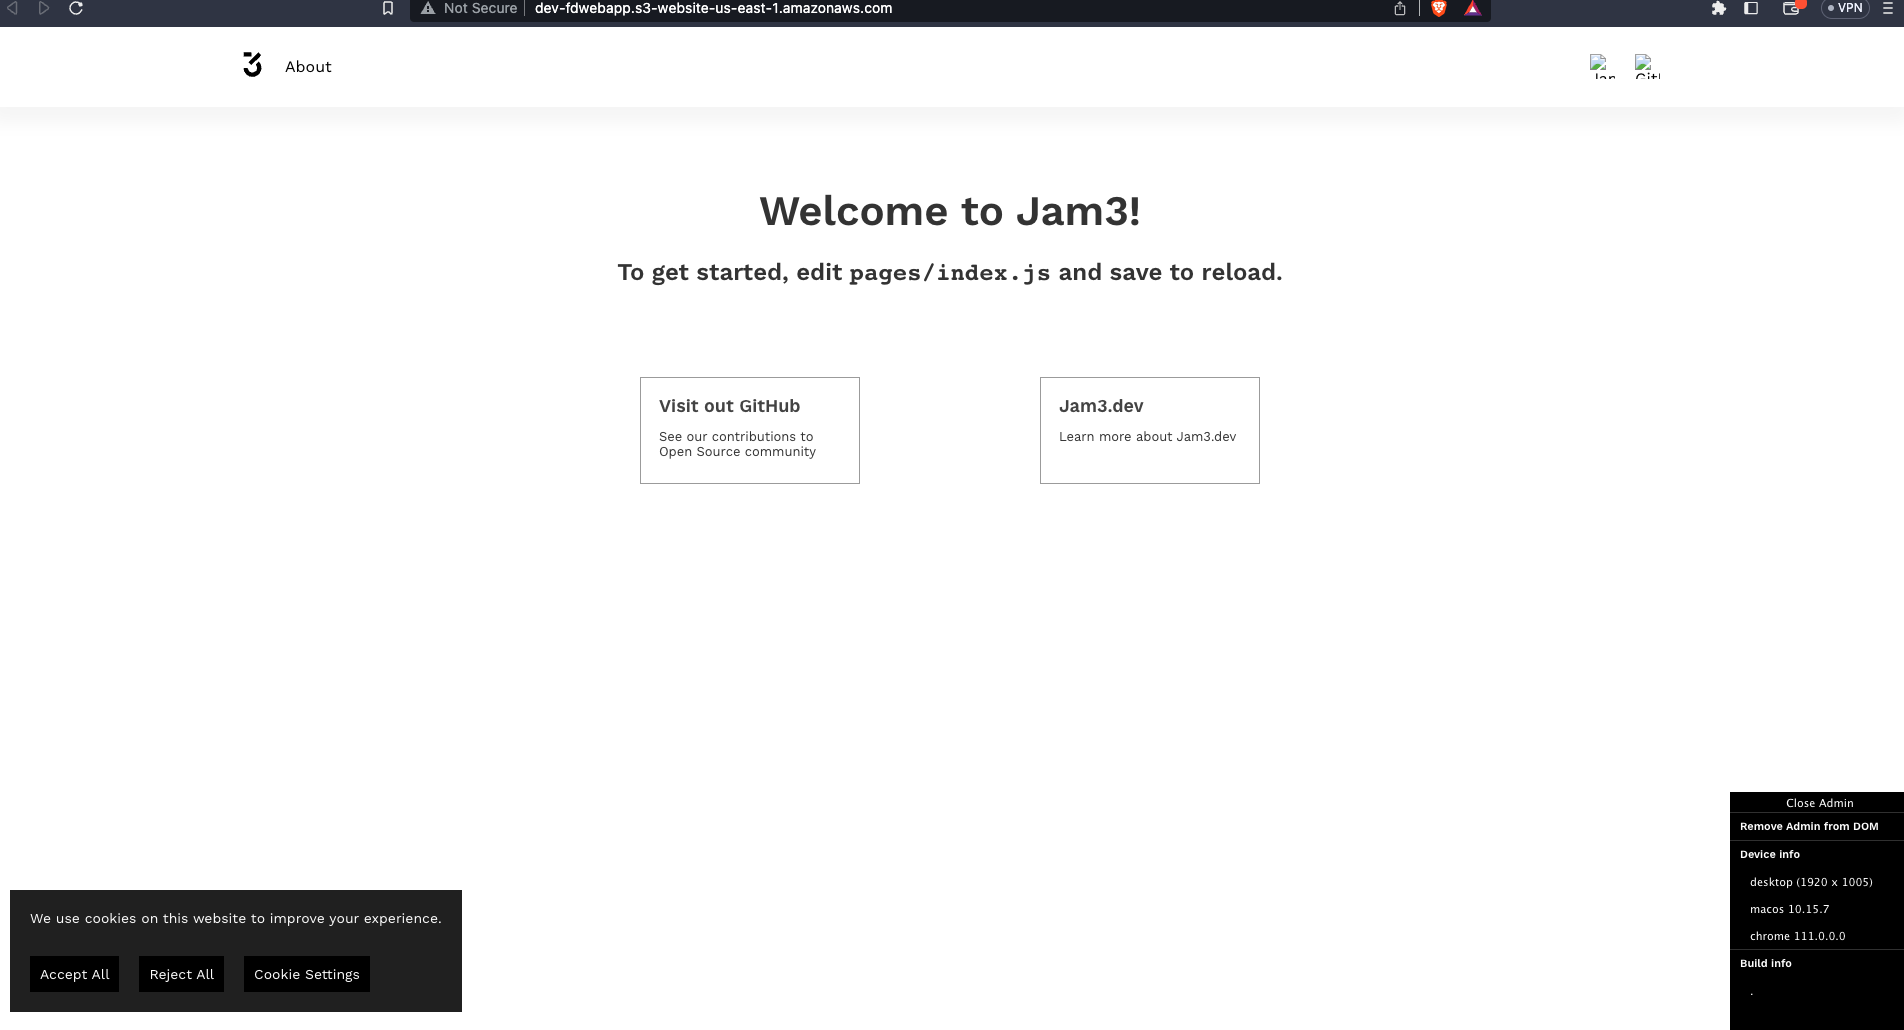 Not Secure
dev-fdwebapp.s3-website-us-east-1.amazonaws.com
VPN
3
About
Welcome to Jam3!
To get started, edit pages/index.js and save to reload.
Visit out GitHub
See our contributions to
Open Source community
Jam3.dev
Learn more about Jam3.dev
Close Admin
Remove Admin from DOM
Device info
desktop (1920 x 1005)
macos 10.15.7
chrome 111.0.0.0
Build info
.
We use cookies on this website to improve your experience.
Accept All
Reject All
Cookie Settings